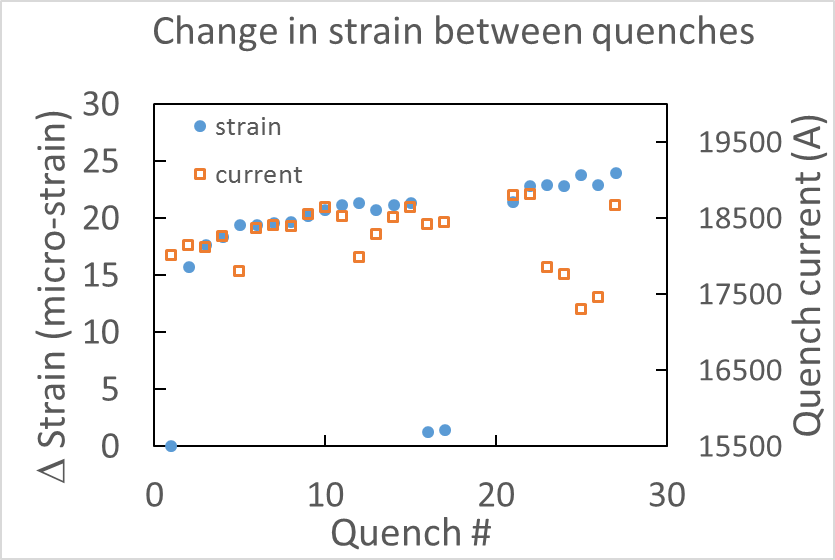 Change in strain between quenches
strain
current
Δ Strain (micro-strain)
30
25
20
15
10
5
0
19500
18500
17500
16500
15500
Quench current (A)
0 10 20 30
Quench #